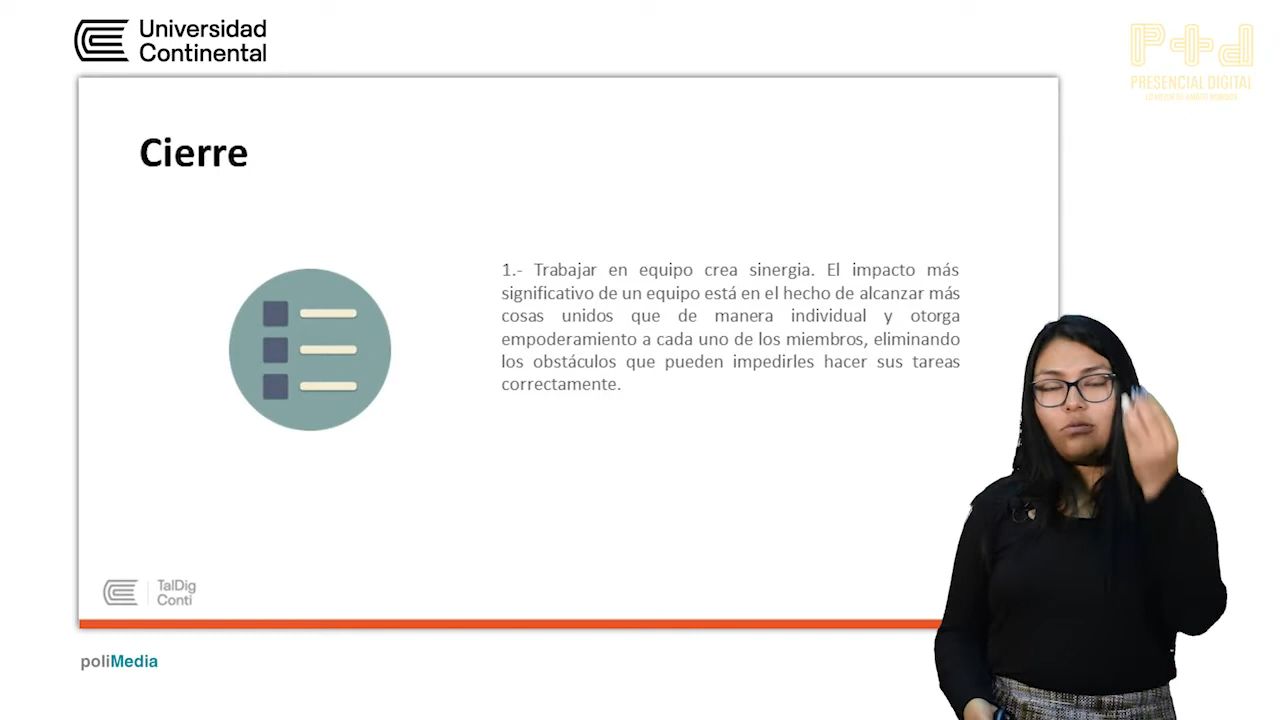 Universidad
Continental
P+d
PRESENCIAL DIGITAL
Cierre
1.- Trabajar en equipo crea sinergia. El impacto más
significativo de un equipo está en el hecho de alcanzar más
cosas unidos que de manera individual y otorga
empoderamiento a cada uno de los miembros, eliminando
los obstáculos que pueden impedirles hacer sus tareas
correctamente.
TalDig
Conti
poliMedia